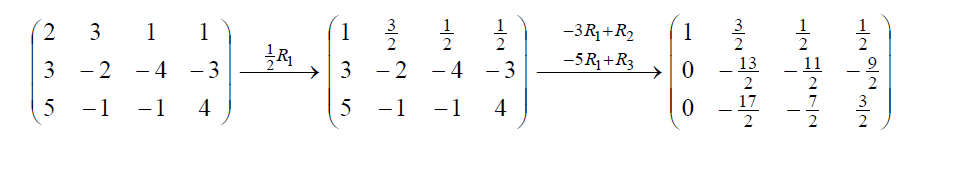 2 3 1 1 1 3/2 1/2 1/2 −3R₁+R₂ 1 3/2 1/2 1/2
3 −2 −4 −3 ½R₁ 3 −2 −4 −3 −5R₁+R₃ 0 −13/2 −11/2 −9/2
5 −1 −1 4 5 −1 −1 4 0 −17/2 −7/2 3/2